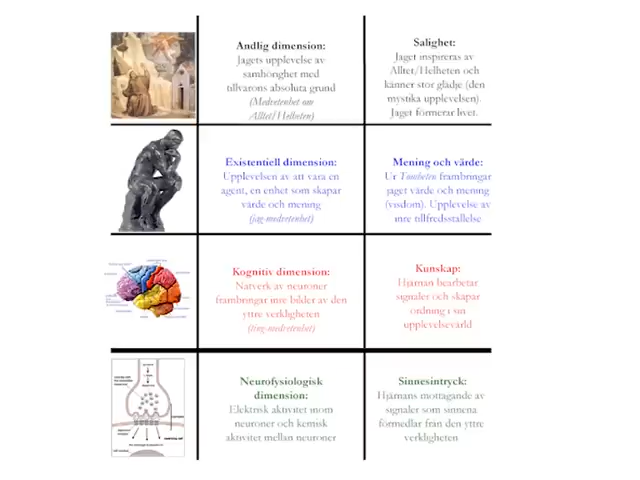 Andlig dimension:
Jagets upplevelse av
samhörighet med
tillvarons absoluta grund
(Medvetenhet om
Alltet/Helheten)
Salighet:
Jaget inspireras av
Alltet/Helheten och
känner stor glädje (den
mystika upplevelsen).
Jaget förmerar livet.
Existentiell dimension:
Upplevelsen av att vara en
agent, en enhet som skapar
värde och mening
(jag-medvetenhet)
Mening och värde:
Ur Tomheten frambringar
jaget värde och mening
(visdom). Upplevelse av
inre tillfredsställelse
Kognitiv dimension:
Nätverk av neuroner
frambringar inre bilder av den
yttre verkligheten
(ting-medvetenhet)
Kunskap:
Hjärnan bearbetar
signaler och skapar
ordning i sin
upplevelsevärld
Neurofysiologisk
dimension:
Elektrisk aktivitet inom
neuroner och kemisk
aktivitet mellan neuroner
Sinnesintryck:
Hjärnans mottagande av
signaler som sinnena
förmedlar från den yttre
verkligheten